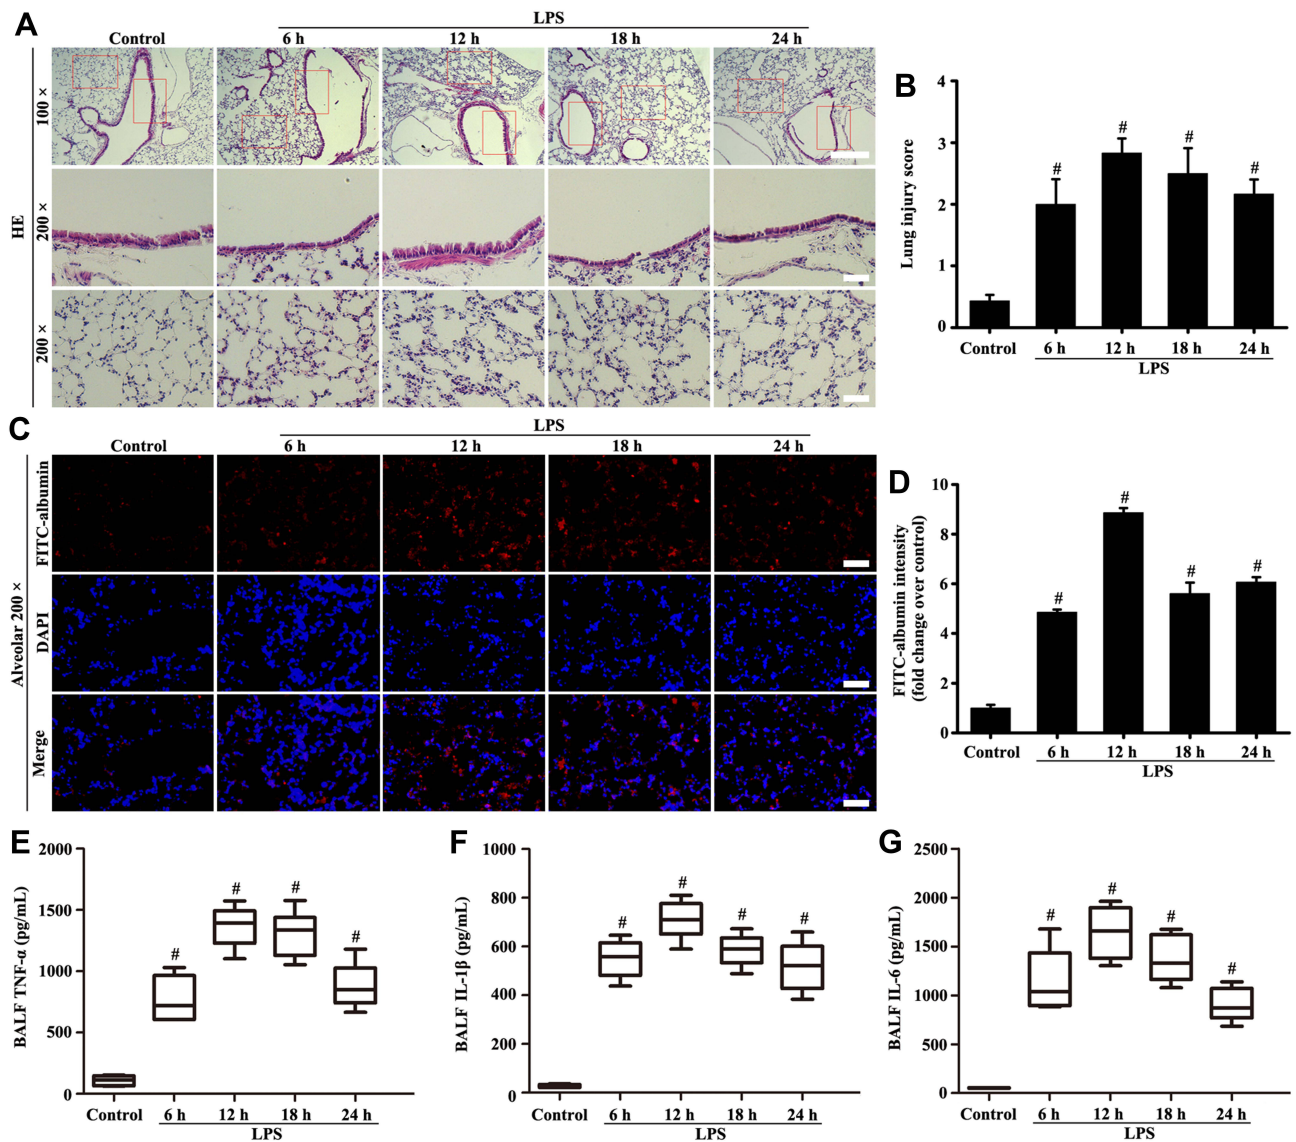 A
LPS
Control 6 h 12 h 18 h 24 h
HE
100 ×
200 ×
200 ×
B
Lung injury score
4
3
2
1
0
# # # #
Control 6 h 12 h 18 h 24 h
LPS
C
LPS
Control 6 h 12 h 18 h 24 h
Alveolar 200 ×
FITC-albumin
DAPI
Merge
D
FITC-albumin intensity
(fold change over control)
10
8
6
4
2
0
# # # #
Control 6 h 12 h 18 h 24 h
LPS
E
BALF TNF-α (pg/mL)
2000
1500
1000
500
0
# # # #
Control 6 h 12 h 18 h 24 h
LPS
F
BALF IL-1β (pg/mL)
1000
800
600
400
200
0
# # # #
Control 6 h 12 h 18 h 24 h
LPS
G
BALF IL-6 (pg/mL)
2500
2000
1500
1000
500
0
# # # #
Control 6 h 12 h 18 h 24 h
LPS